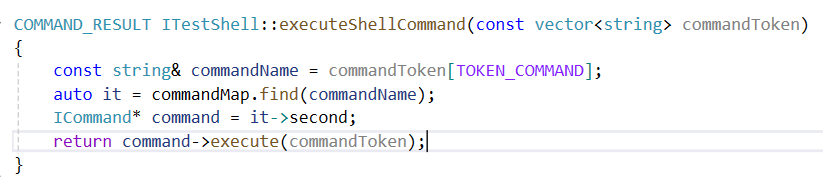 COMMAND_RESULT ITestShell::executeShellCommand(const vector<string> commandToken)
{
    const string& commandName = commandToken[TOKEN_COMMAND];
    auto it = commandMap.find(commandName);
    ICommand* command = it->second;
    return command->execute(commandToken);
}